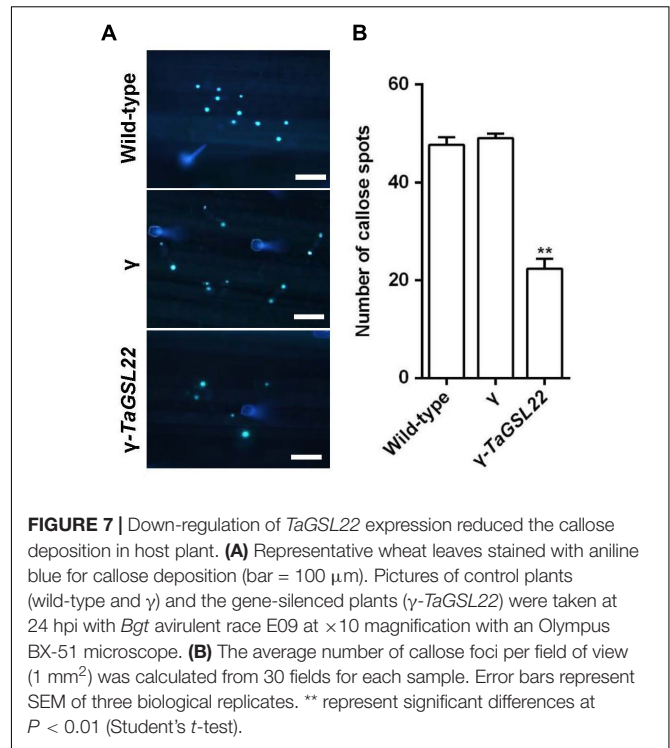 A
B
Wild-type
γ
γ-TaGSL22
Number of callose spots
60
40
20
0
**
Wild-type
γ
γ-TaGSL22
FIGURE 7 | Down-regulation of TaGSL22 expression reduced the callose
deposition in host plant. (A) Representative wheat leaves stained with aniline
blue for callose deposition (bar = 100 μm). Pictures of control plants
(wild-type and γ) and the gene-silenced plants (γ-TaGSL22) were taken at
24 hpi with Bgt avirulent race E09 at ×10 magnification with an Olympus
BX-51 microscope. (B) The average number of callose foci per field of view
(1 mm²) was calculated from 30 fields for each sample. Error bars represent
SEM of three biological replicates. ** represent significant differences at
P < 0.01 (Student's t-test).